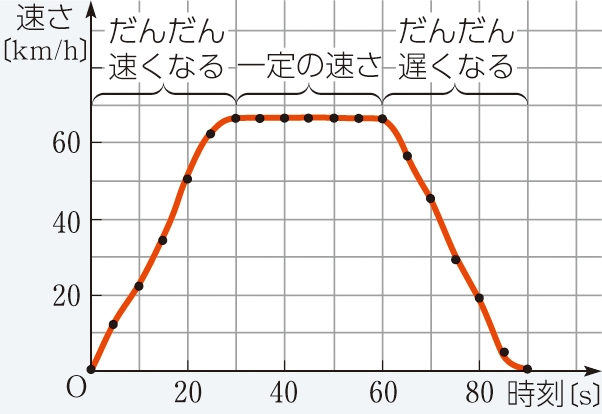 速さ
〔km/h〕
だんだん
速くなる
一定の速さ
だんだん
遅くなる
60
40
20
O
20
40
60
80
時刻〔s〕